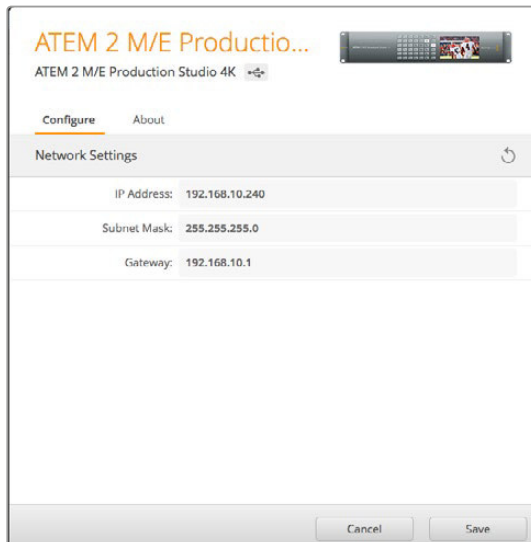 ATEM 2 M/E Productio...
ATEM 2 M/E Production Studio 4K
Configure About
Network Settings
IP Address: 192.168.10.240
Subnet Mask: 255.255.255.0
Gateway: 192.168.10.1
Cancel Save